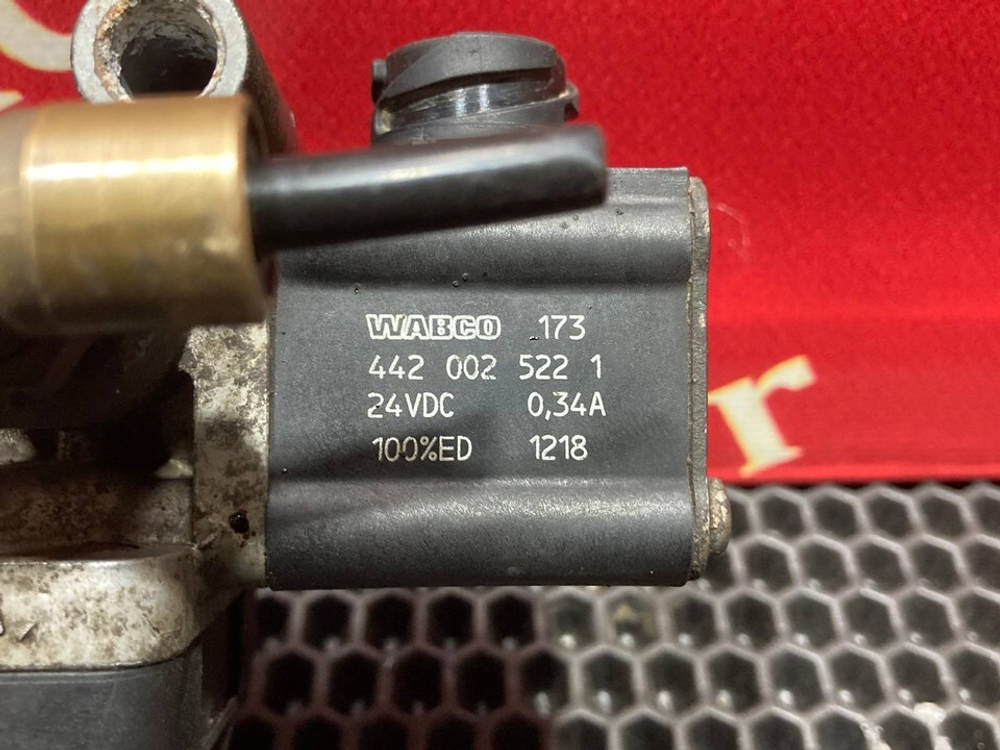 WABCO 173
442 002 522 1
24VDC 0,34A
100%ED 1218
r